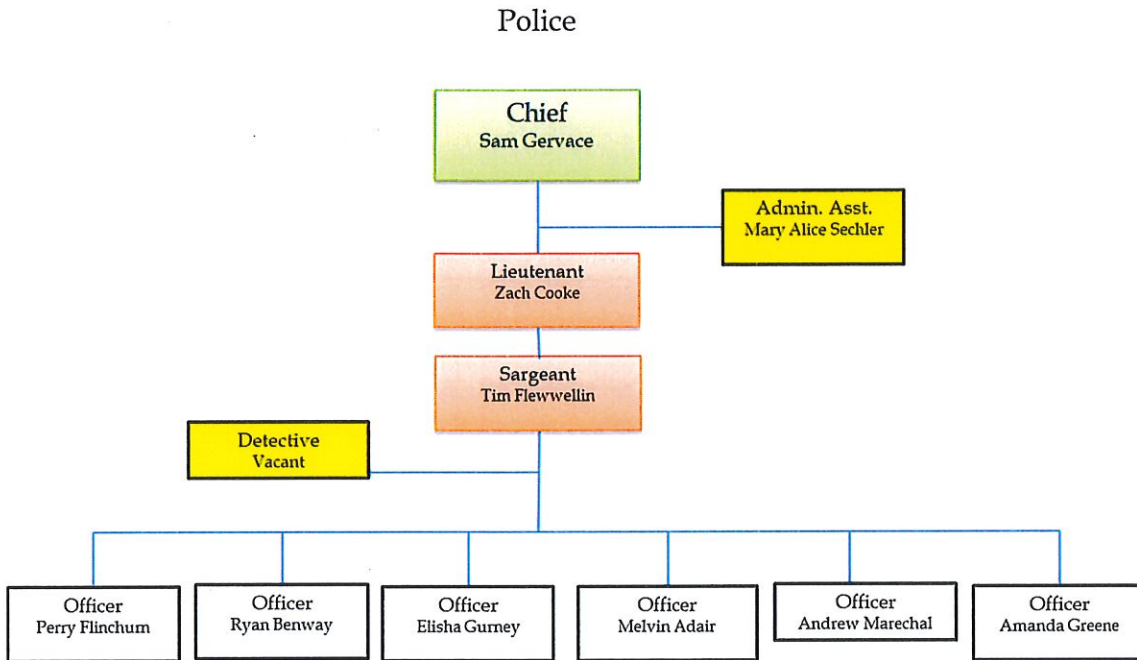 Police
Chief
Sam Gervace
Admin. Asst.
Mary Alice Sechler
Lieutenant
Zach Cooke
Sargeant
Tim Flewwellin
Detective
Vacant
Officer
Perry Flinchum
Officer
Ryan Benway
Officer
Elisha Gurney
Officer
Melvin Adair
Officer
Andrew Marechal
Officer
Amanda Greene